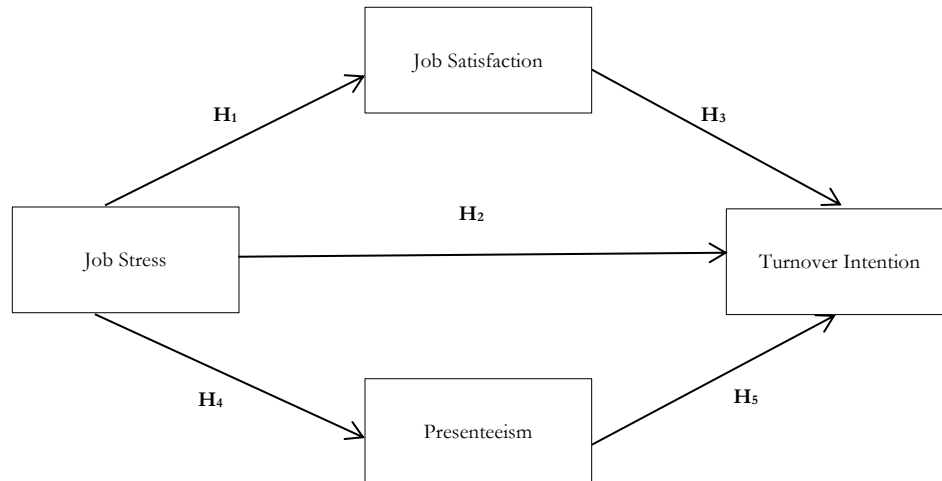 Job Satisfaction
H₁
H₃
H₂
Job Stress
Turnover Intention
H₄
H₅
Presenteeism